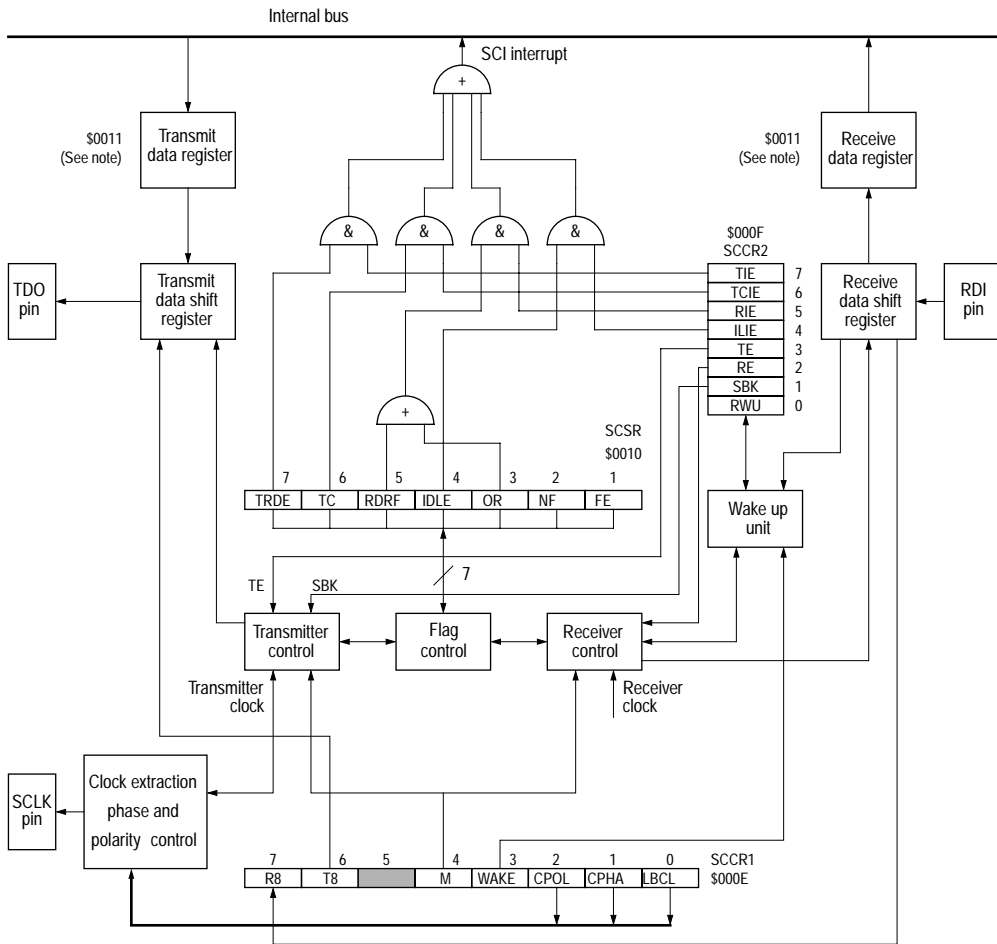 Internal bus
SCI interrupt
+
$0011
(See note)
Transmit
data register
$0011
(See note)
Receive
data register
&
&
&
&
$000F
SCCR2
TDO
pin
Transmit
data shift
register
TIE 7
TCIE 6
RIE 5
ILIE 4
TE 3
RE 2
SBK 1
RWU 0
Receive
data shift
register
RDI
pin
+
SCSR
$0010
7 6 5 4 3 2 1
TRDE TC RDRF IDLE OR NF FE
Wake up
unit
7
TE
SBK
Transmitter
control
Flag
control
Receiver
control
Transmitter
clock
Receiver
clock
SCLK
pin
Clock extraction
phase and
polarity control
7 6 5 4 3 2 1 0
SCCR1
R8 T8 M WAKE CPOL CPHA LBCL
$000E